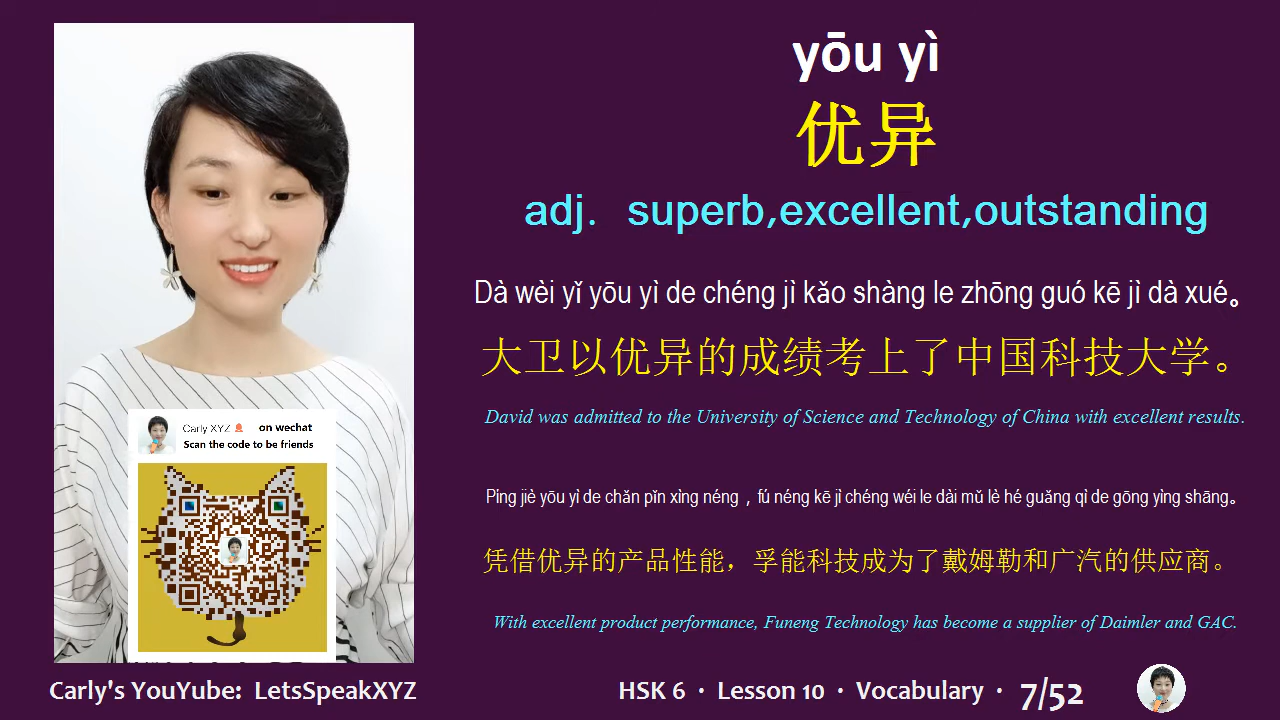 yōu yì
优异
adj. superb,excellent,outstanding
Dà wèi yǐ yōu yì de chéng jì kǎo shàng le zhōng guó kē jì dà xué。
大卫以优异的成绩考上了中国科技大学。
David was admitted to the University of Science and Technology of China with excellent results.
Píng jiè yōu yì de chǎn pǐn xìng néng，fú néng kē jì chéng wéi le dài mǔ lè hé guǎng qì de gōng yìng shāng。
凭借优异的产品性能，孚能科技成为了戴姆勒和广汽的供应商。
With excellent product performance, Funeng Technology has become a supplier of Daimler and GAC.
Carly XYZ on wechat
Scan the code to be friends
Carly's YouYube: LetsSpeakXYZ
HSK 6 · Lesson 10 · Vocabulary · 7/52